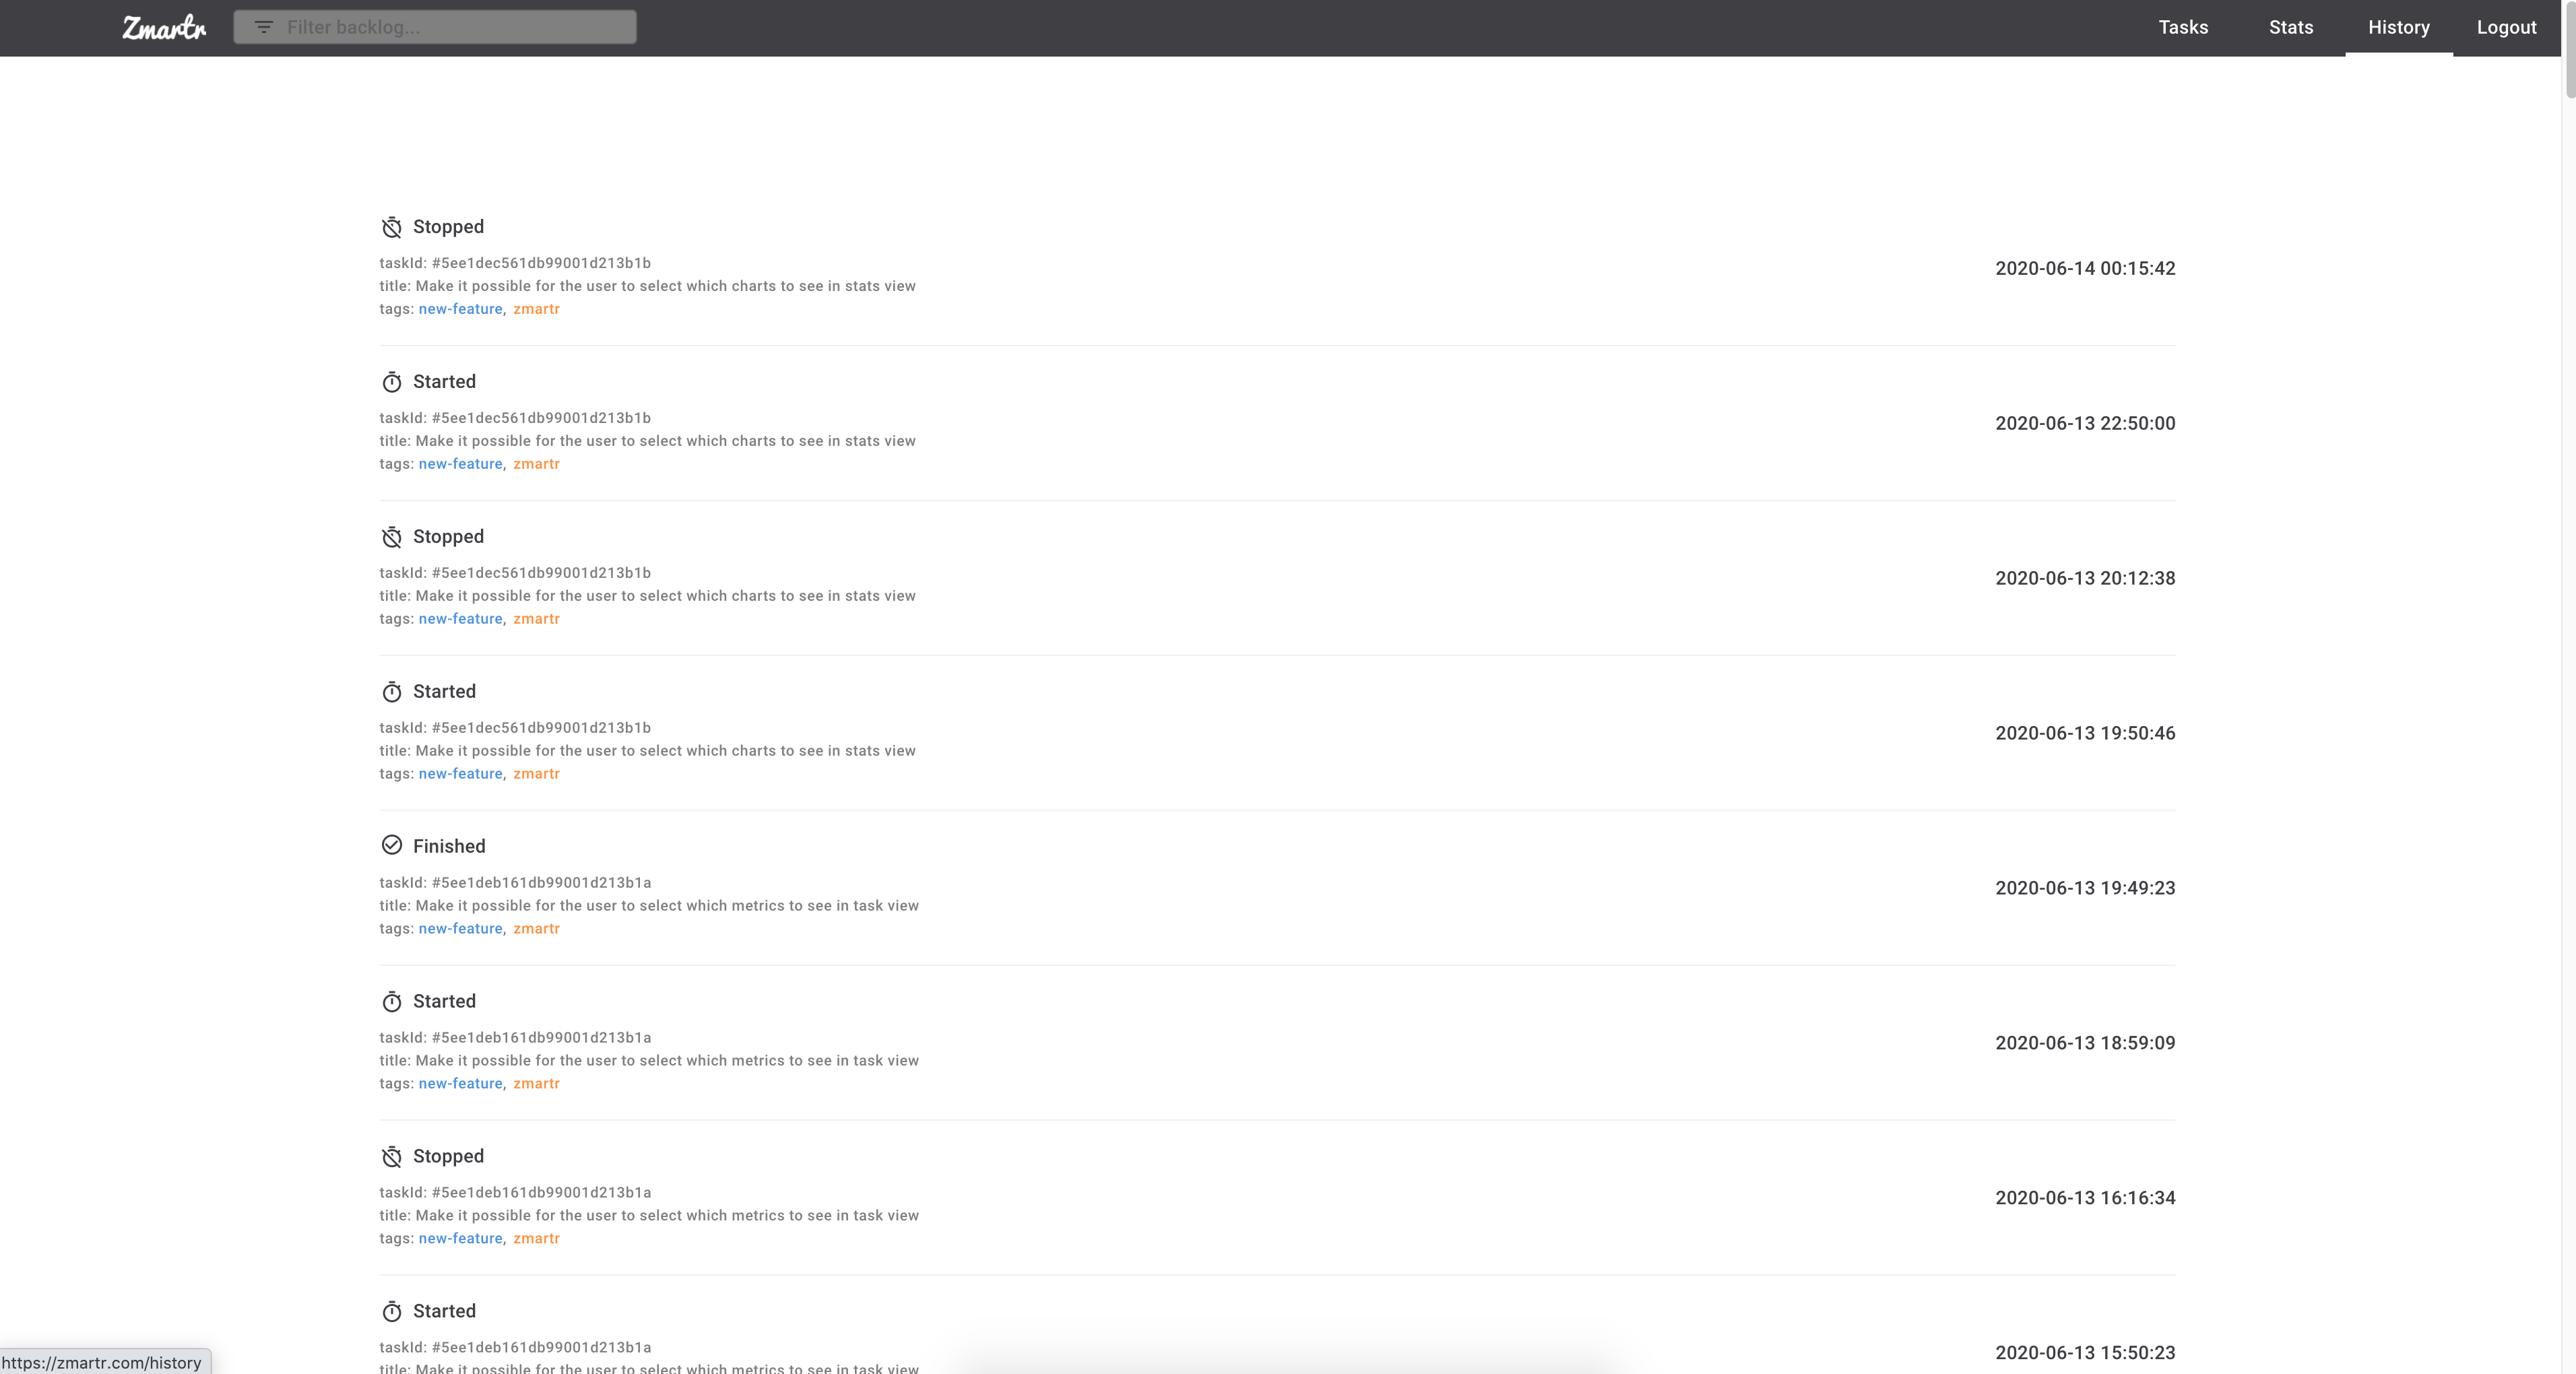 Zmartr
Filter backlog...
Tasks
Stats
History
Logout
Stopped
taskId: #5ee1dec561db99001d213b1b
title: Make it possible for the user to select which charts to see in stats view
tags: new-feature, zmartr
2020-06-14 00:15:42
Started
taskId: #5ee1dec561db99001d213b1b
title: Make it possible for the user to select which charts to see in stats view
tags: new-feature, zmartr
2020-06-13 22:50:00
Stopped
taskId: #5ee1dec561db99001d213b1b
title: Make it possible for the user to select which charts to see in stats view
tags: new-feature, zmartr
2020-06-13 20:12:38
Started
taskId: #5ee1dec561db99001d213b1b
title: Make it possible for the user to select which charts to see in stats view
tags: new-feature, zmartr
2020-06-13 19:50:46
Finished
taskId: #5ee1deb161db99001d213b1a
title: Make it possible for the user to select which metrics to see in task view
tags: new-feature, zmartr
2020-06-13 19:49:23
Started
taskId: #5ee1deb161db99001d213b1a
title: Make it possible for the user to select which metrics to see in task view
tags: new-feature, zmartr
2020-06-13 18:59:09
Stopped
taskId: #5ee1deb161db99001d213b1a
title: Make it possible for the user to select which metrics to see in task view
tags: new-feature, zmartr
2020-06-13 16:16:34
Started
taskId: #5ee1deb161db99001d213b1a
title: Make it possible for the user to select which metrics to see in task view
2020-06-13 15:50:23
https://zmartr.com/history